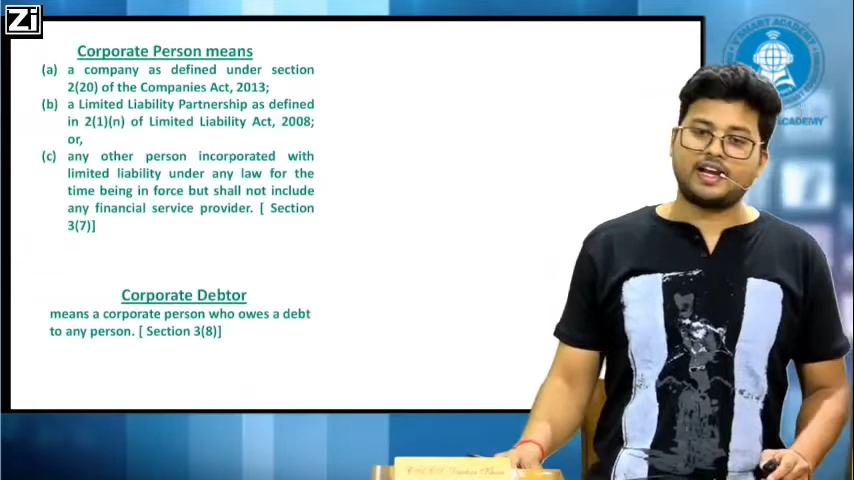 Zi
Corporate Person means
(a) a company as defined under section
2(20) of the Companies Act, 2013;
(b) a Limited Liability Partnership as defined
in 2(1)(n) of Limited Liability Act, 2008;
or,
(c) any other person incorporated with
limited liability under any law for the
time being in force but shall not include
any financial service provider. [ Section
3(7)]
Corporate Debtor
means a corporate person who owes a debt
to any person. [ Section 3(8)]
V SMART ACADEMY
ACADEMY